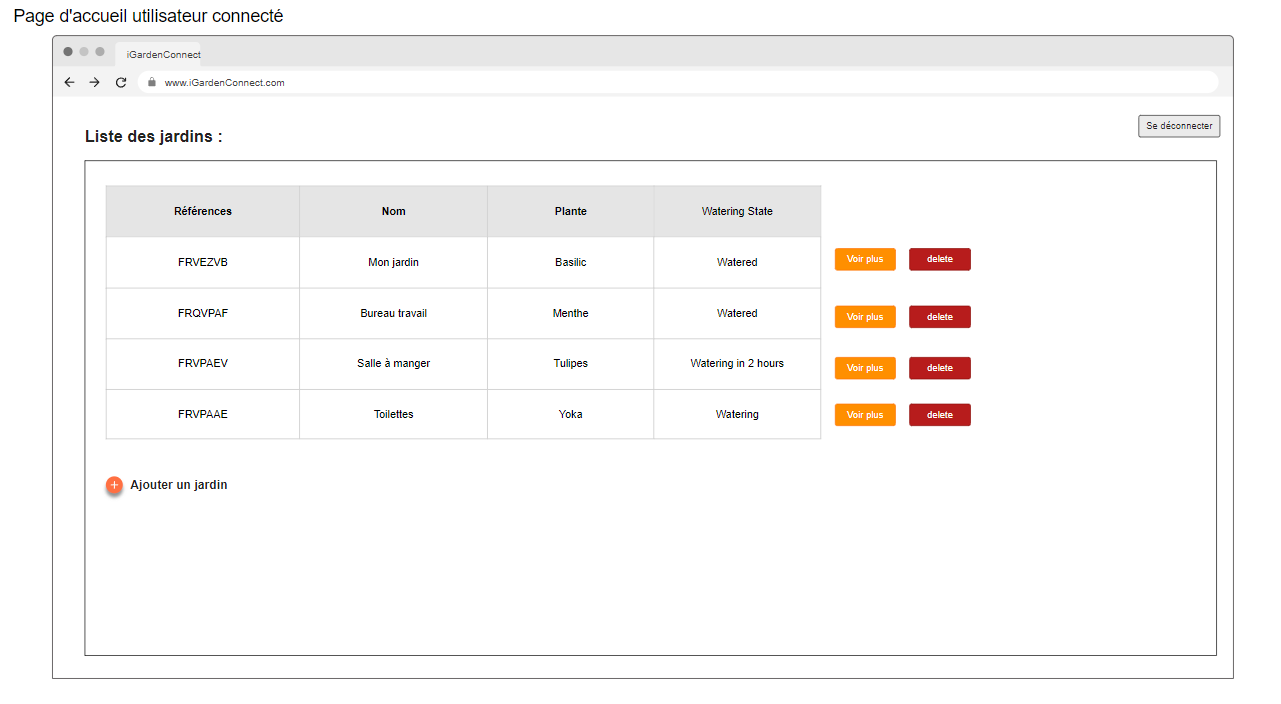 Page d'accueil utilisateur connecté
iGardenConnect
www.iGardenConnect.com
Se déconnecter
Liste des jardins :
Références Nom Plante Watering State
FRVEZVB Mon jardin Basilic Watered Voir plus delete
FRQVPAF Bureau travail Menthe Watered Voir plus delete
FRVPAEV Salle à manger Tulipes Watering in 2 hours Voir plus delete
FRVPAAE Toilettes Yoka Watering Voir plus delete
+ Ajouter un jardin